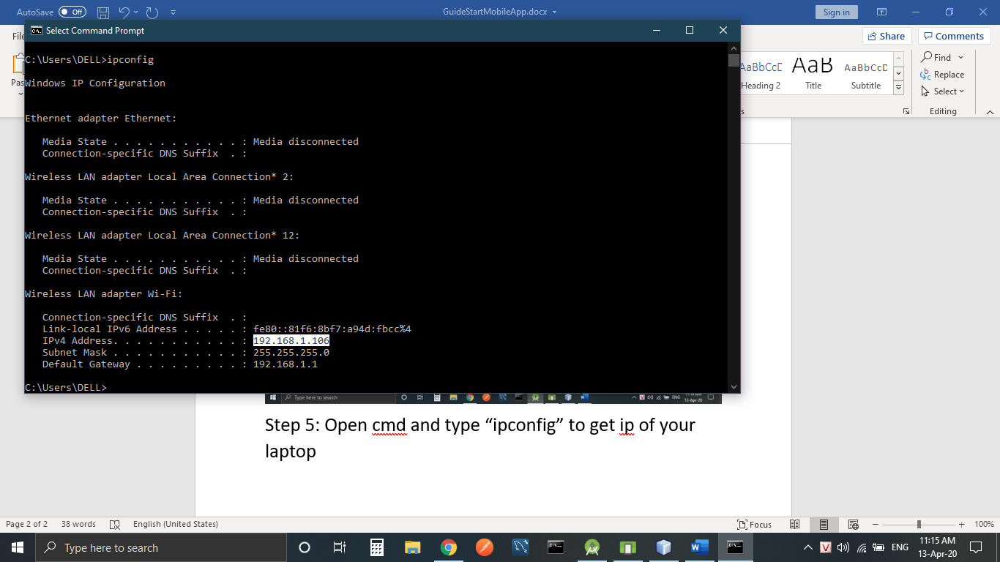 AutoSave Off GuideStartMobileApp.docx Sign in
Select Command Prompt
File Share Comments
C:\Users\DELL>ipconfig
Windows IP Configuration
Ethernet adapter Ethernet:
Media State . . . . . . . . . . . : Media disconnected
Connection-specific DNS Suffix  . :
Wireless LAN adapter Local Area Connection* 2:
Media State . . . . . . . . . . . : Media disconnected
Connection-specific DNS Suffix  . :
Wireless LAN adapter Local Area Connection* 12:
Media State . . . . . . . . . . . : Media disconnected
Connection-specific DNS Suffix  . :
Wireless LAN adapter Wi-Fi:
Connection-specific DNS Suffix  . :
Link-local IPv6 Address . . . . . : fe80::81f6:8bf7:a94d:fbcc%4
IPv4 Address. . . . . . . . . . . : 192.168.1.106
Subnet Mask . . . . . . . . . . . : 255.255.255.0
Default Gateway . . . . . . . . . : 192.168.1.1
C:\Users\DELL>
AaBbCcD AaB AaBbCcD
Heading 2 Title Subtitle
Find
Replace
Select
Editing
Type here to search ENG 13-Apr-20
Step 5: Open cmd and type “ipconfig” to get ip of your
laptop
Page 2 of 2 38 words English (United States) Focus 100%
Type here to search ENG 11:15 AM
13-Apr-20